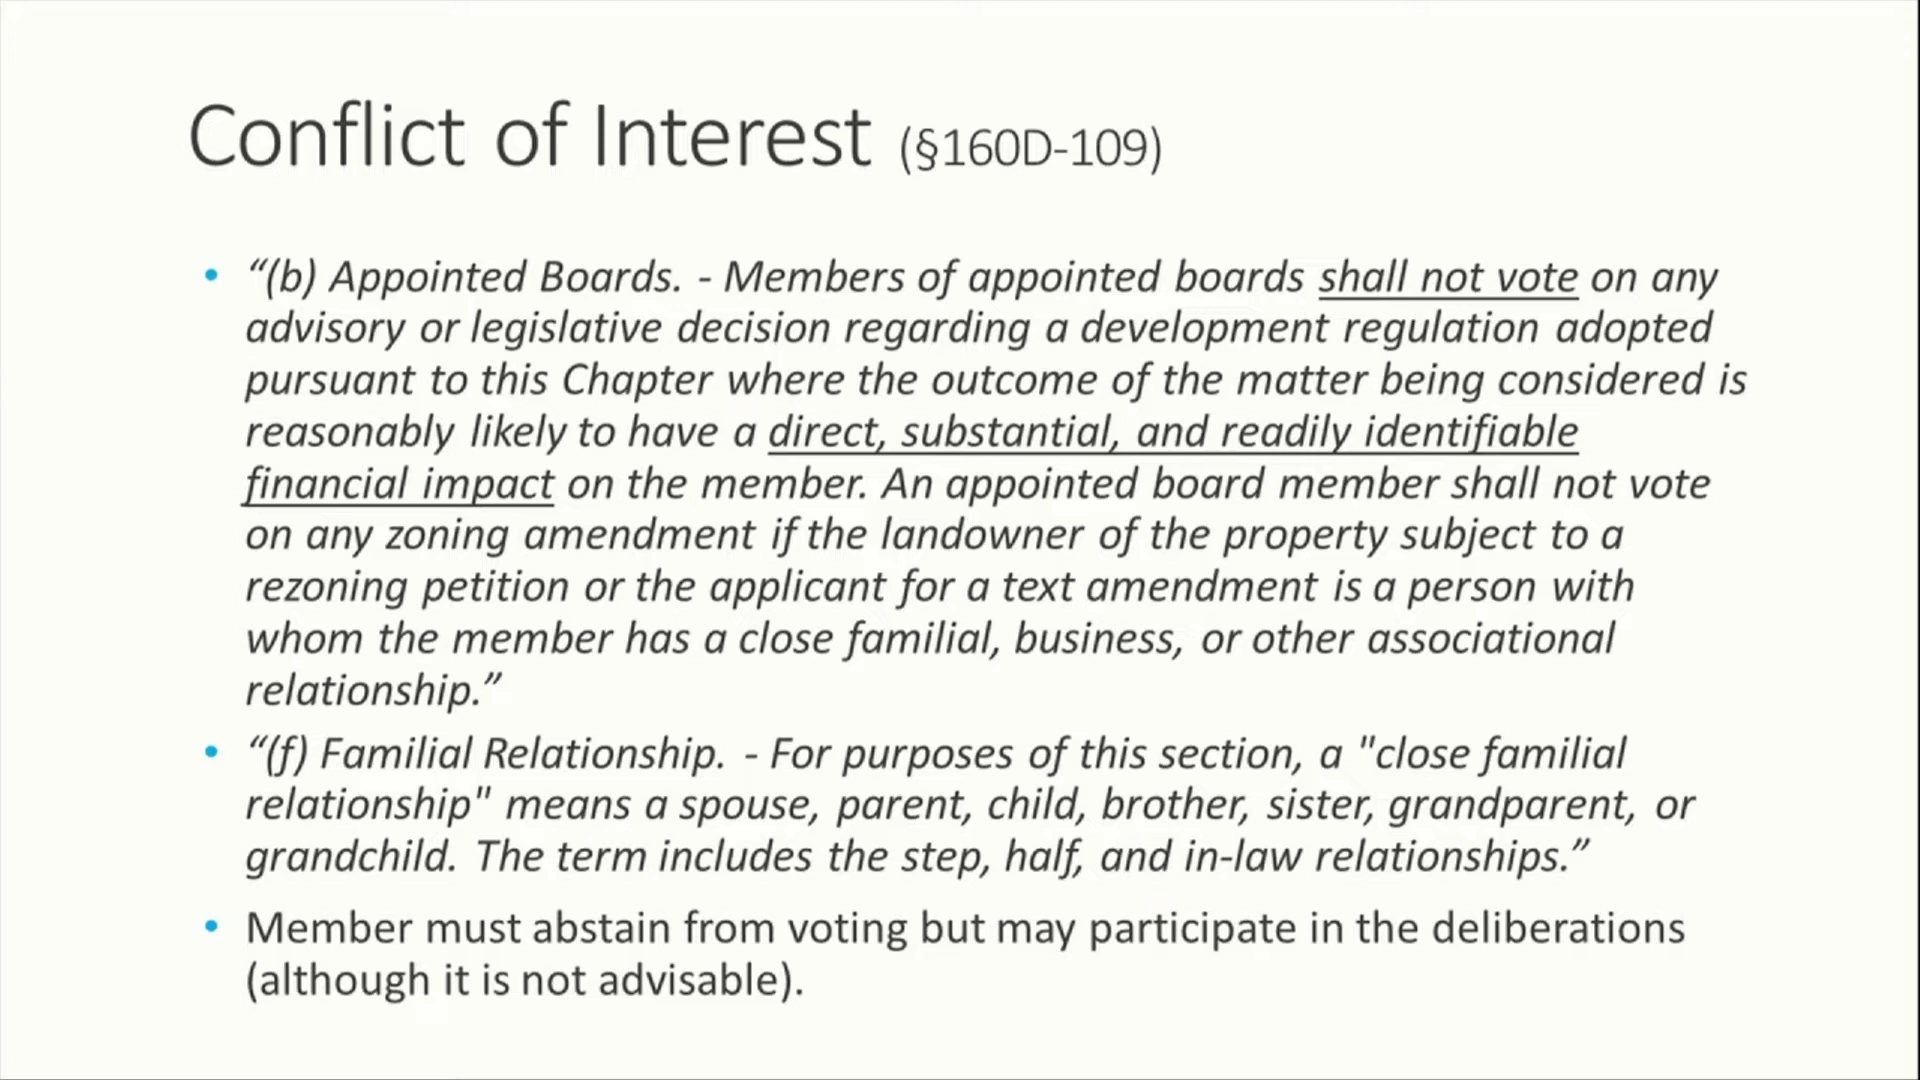 Conflict of Interest (§160D-109)
• “(b) Appointed Boards. - Members of appointed boards shall not vote on any
advisory or legislative decision regarding a development regulation adopted
pursuant to this Chapter where the outcome of the matter being considered is
reasonably likely to have a direct, substantial, and readily identifiable
financial impact on the member. An appointed board member shall not vote
on any zoning amendment if the landowner of the property subject to a
rezoning petition or the applicant for a text amendment is a person with
whom the member has a close familial, business, or other associational
relationship.”
• “(f) Familial Relationship. - For purposes of this section, a "close familial
relationship" means a spouse, parent, child, brother, sister, grandparent, or
grandchild. The term includes the step, half, and in-law relationships.”
• Member must abstain from voting but may participate in the deliberations
(although it is not advisable).